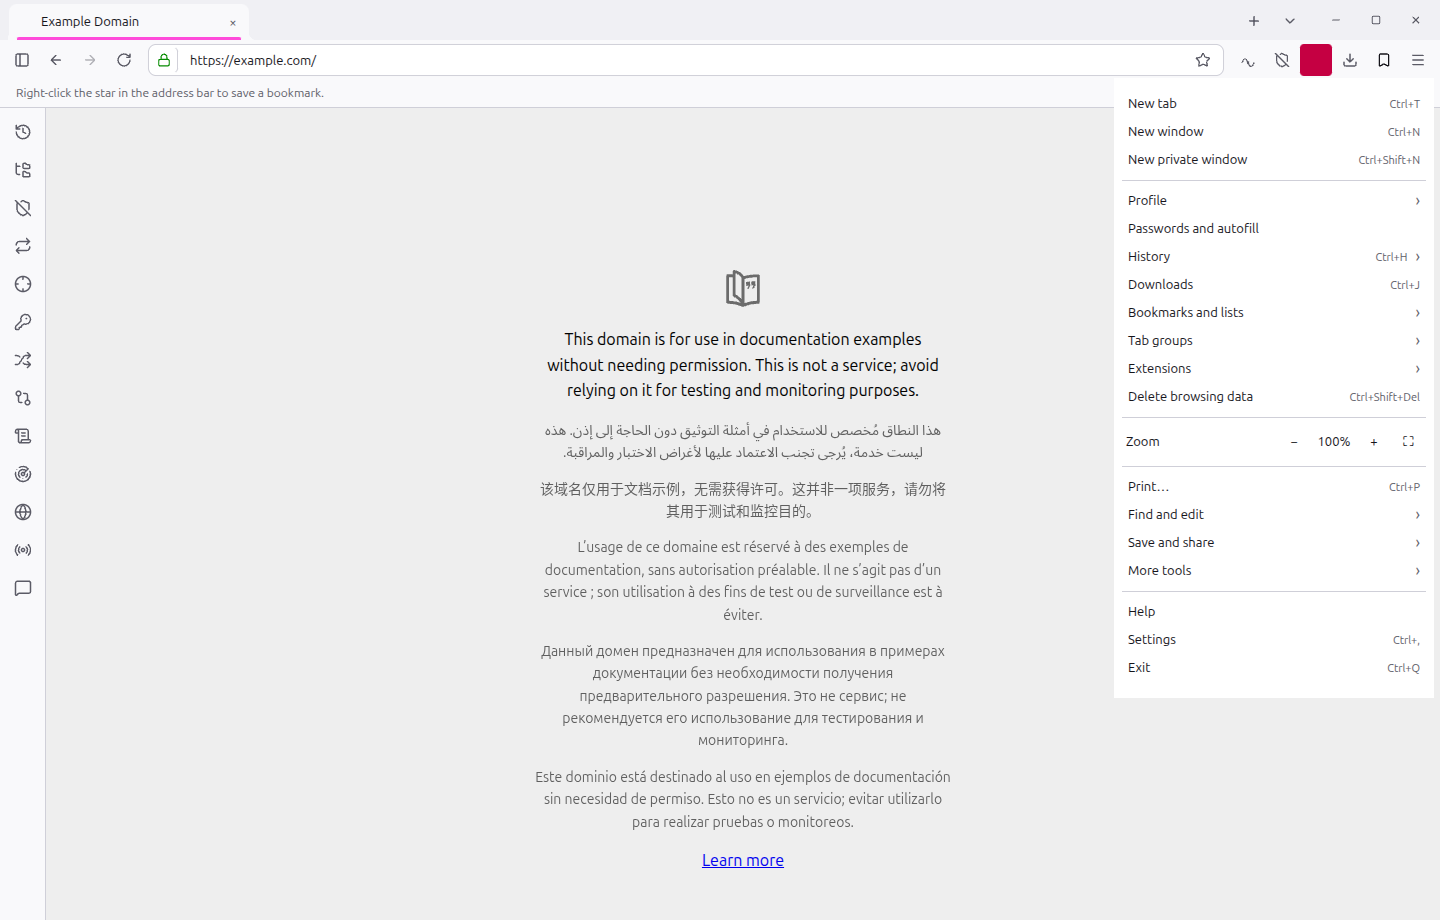 Example Domain
https://example.com/
Right-click the star in the address bar to save a bookmark.
New tab Ctrl+T
New window Ctrl+N
New private window Ctrl+Shift+N
Profile
Passwords and autofill
History Ctrl+H
Downloads Ctrl+J
Bookmarks and lists
Tab groups
Extensions
Delete browsing data Ctrl+Shift+Del
Zoom − 100% +
Print… Ctrl+P
Find and edit
Save and share
More tools
Help
Settings Ctrl+,
Exit Ctrl+Q
This domain is for use in documentation examples
without needing permission. This is not a service; avoid
relying on it for testing and monitoring purposes.
هذا النطاق مُخصص للاستخدام في أمثلة التوثيق دون الحاجة إلى إذن. هذه
ليست خدمة، يُرجى تجنب الاعتماد عليها لأغراض الاختبار والمراقبة.
该域名仅用于文档示例，无需获得许可。这并非一项服务，请勿将
其用于测试和监控目的。
L’usage de ce domaine est réservé à des exemples de
documentation, sans autorisation préalable. Il ne s’agit pas d’un
service ; son utilisation à des fins de test ou de surveillance est à
éviter.
Данный домен предназначен для использования в примерах
документации без необходимости получения
предварительного разрешения. Это не сервис; не
рекомендуется его использование для тестирования и
мониторинга.
Este dominio está destinado al uso en ejemplos de documentación
sin necesidad de permiso. Esto no es un servicio; evitar utilizarlo
para realizar pruebas o monitoreos.
Learn more